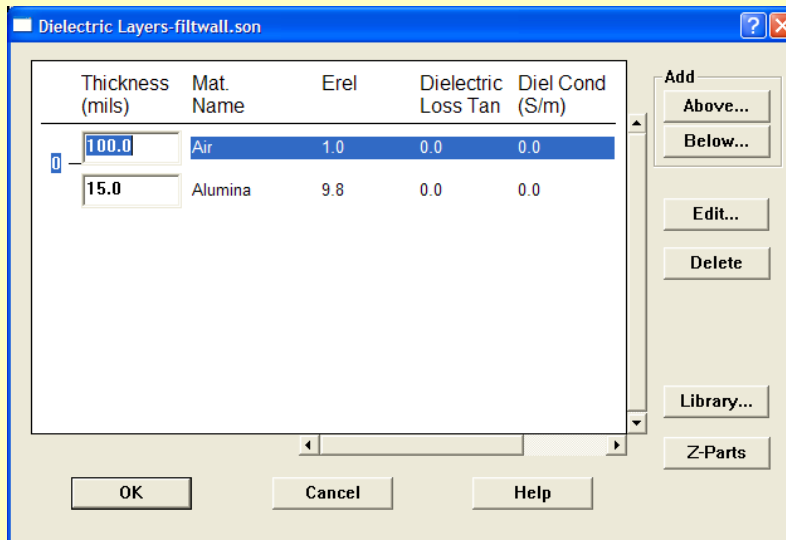 Dielectric Layers-filtwall.son
Thickness (mils) Mat. Name Erel Dielectric Loss Tan Diel Cond (S/m)
0 100.0 Air 1.0 0.0 0.0
15.0 Alumina 9.8 0.0 0.0
Add
Above...
Below...
Edit...
Delete
Library...
Z-Parts
OK Cancel Help